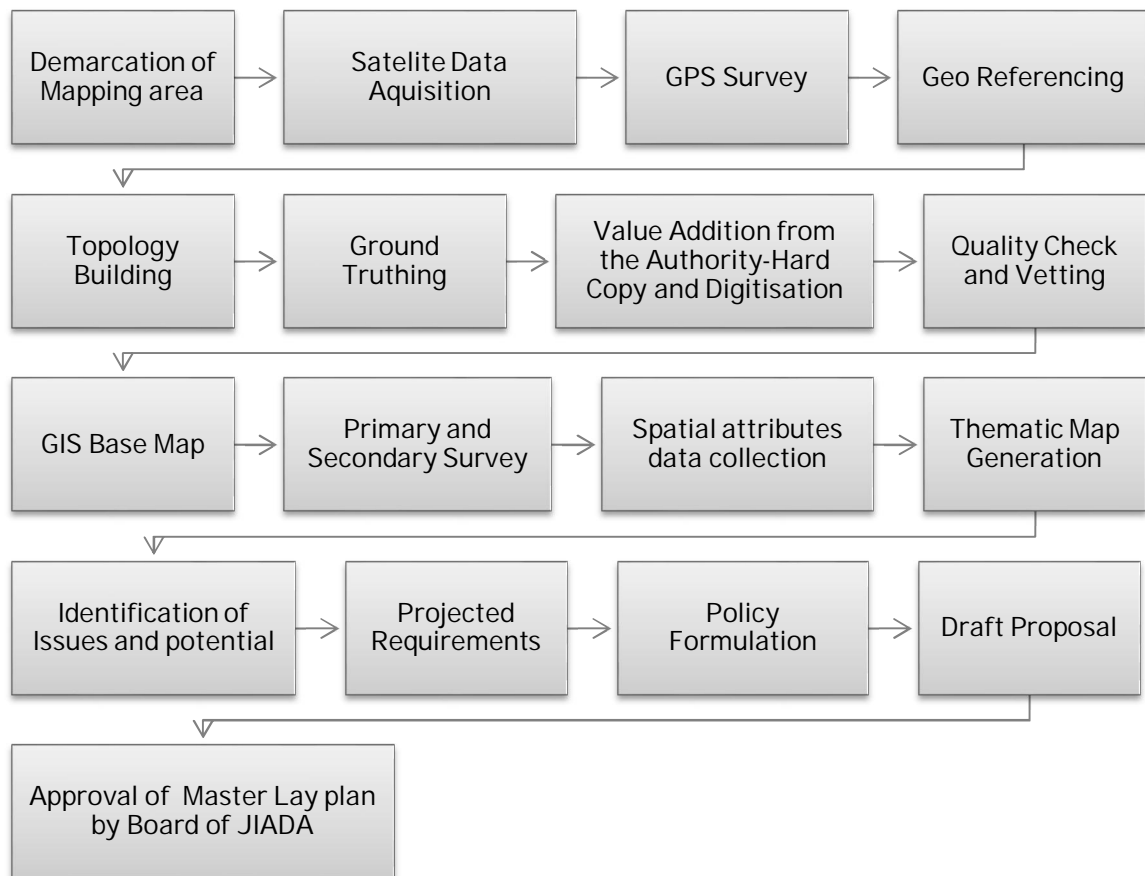 Demarcation of
Mapping area
Satelite Data
Aquisition
GPS Survey
Geo Referencing
Topology
Building
Ground
Truthing
Value Addition from
the Authority-Hard
Copy and Digitisation
Quality Check
and Vetting
GIS Base Map
Primary and
Secondary Survey
Spatial attributes
data collection
Thematic Map
Generation
Identification of
Issues and potential
Projected
Requirements
Policy
Formulation
Draft Proposal
Approval of Master Lay plan
by Board of JIADA